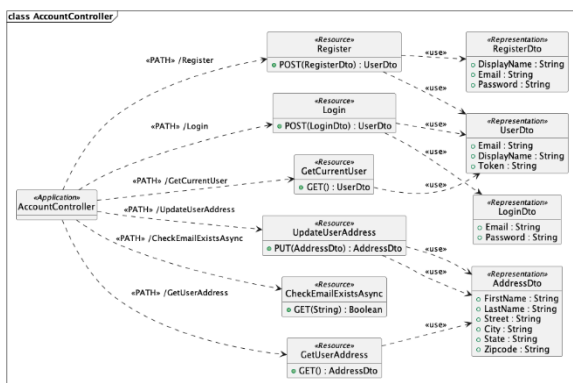 class AccountController
«Application»
AccountController
«PATH» /Register
«PATH» /Login
«PATH» /GetCurrentUser
«PATH» /UpdateUserAddress
«PATH» /CheckEmailExistsAsync
«PATH» /GetUserAddress
«Resource»
Register
POST(RegisterDto) : UserDto
«Resource»
Login
POST(LoginDto) : UserDto
«Resource»
GetCurrentUser
GET() : UserDto
«Resource»
UpdateUserAddress
PUT(AddressDto) : AddressDto
«Resource»
CheckEmailExistsAsync
GET(String) : Boolean
«Resource»
GetUserAddress
GET() : AddressDto
«use»
«use»
«use»
«use»
«use»
«use»
«use»
«use»
«Representation»
RegisterDto
DisplayName : String
Email : String
Password : String
«Representation»
UserDto
Email : String
DisplayName : String
Token : String
«Representation»
LoginDto
Email : String
Password : String
«Representation»
AddressDto
FirstName : String
LastName : String
Street : String
City : String
State : String
Zipcode : String